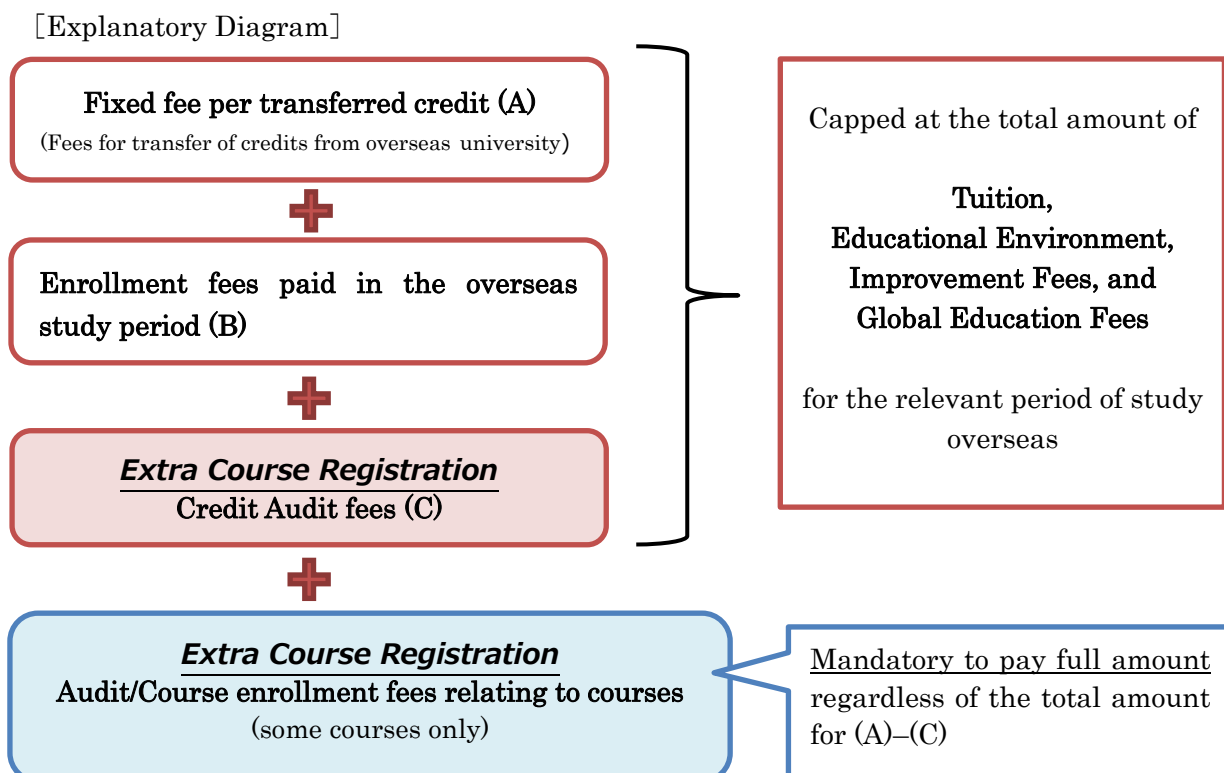 ［Explanatory Diagram］
Fixed fee per transferred credit (A)
(Fees for transfer of credits from overseas university)
Enrollment fees paid in the overseas
study period (B)
Extra Course Registration
Credit Audit fees (C)
Extra Course Registration
Audit/Course enrollment fees relating to courses
(some courses only)
Capped at the total amount of
Tuition,
Educational Environment,
Improvement Fees, and
Global Education Fees
for the relevant period of study
overseas
Mandatory to pay full amount
regardless of the total amount
for (A)–(C)